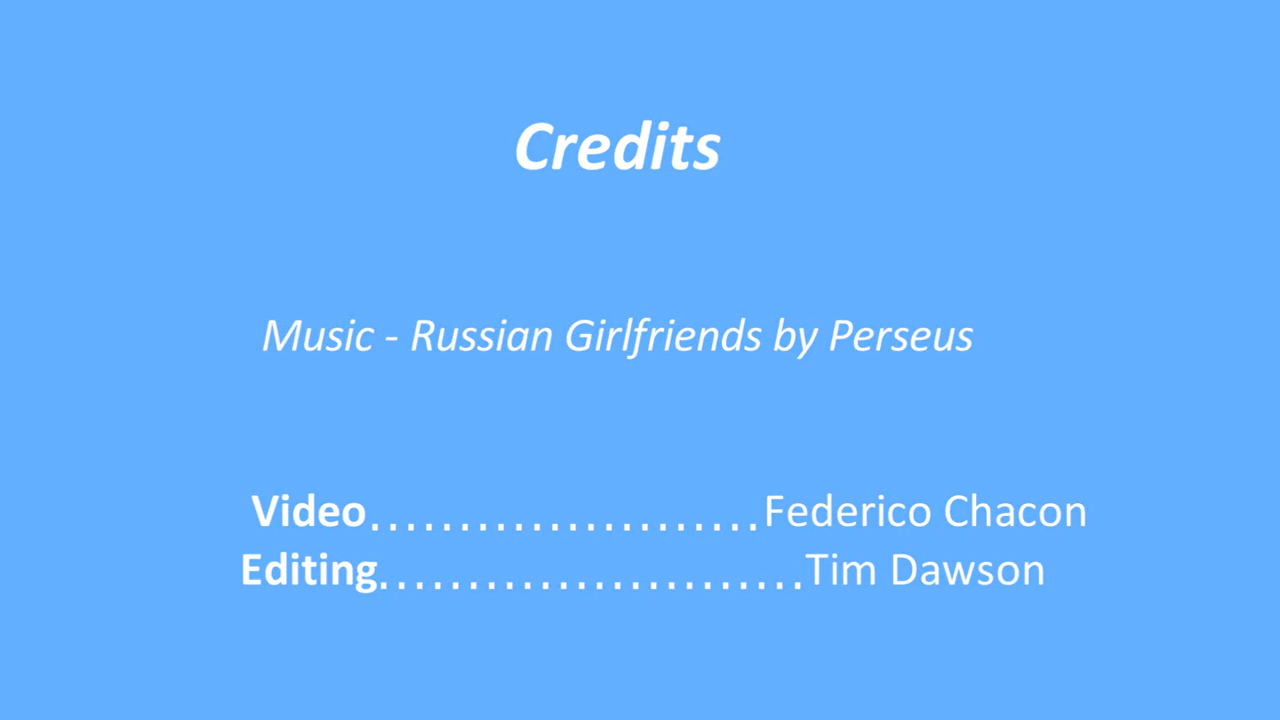 Credits
Music - Russian Girlfriends by Perseus
Video......................Federico Chacon
Editing........................Tim Dawson